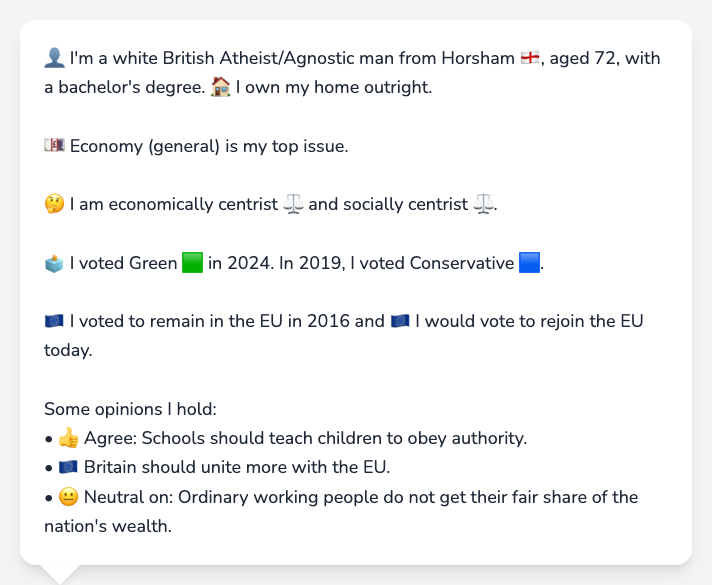 👤 I'm a white British Atheist/Agnostic man from Horsham 🏴󠁧󠁢󠁥󠁮󠁧󠁿, aged 72, with
a bachelor's degree. 🏠 I own my home outright.
💷 Economy (general) is my top issue.
🤔 I am economically centrist ⚖️ and socially centrist ⚖️.
🗳️ I voted Green 🟩 in 2024. In 2019, I voted Conservative 🟦.
🇪🇺 I voted to remain in the EU in 2016 and 🇪🇺 I would vote to rejoin the EU
today.
Some opinions I hold:
• 👍 Agree: Schools should teach children to obey authority.
• 🇪🇺 Britain should unite more with the EU.
• 😐 Neutral on: Ordinary working people do not get their fair share of the
nation's wealth.